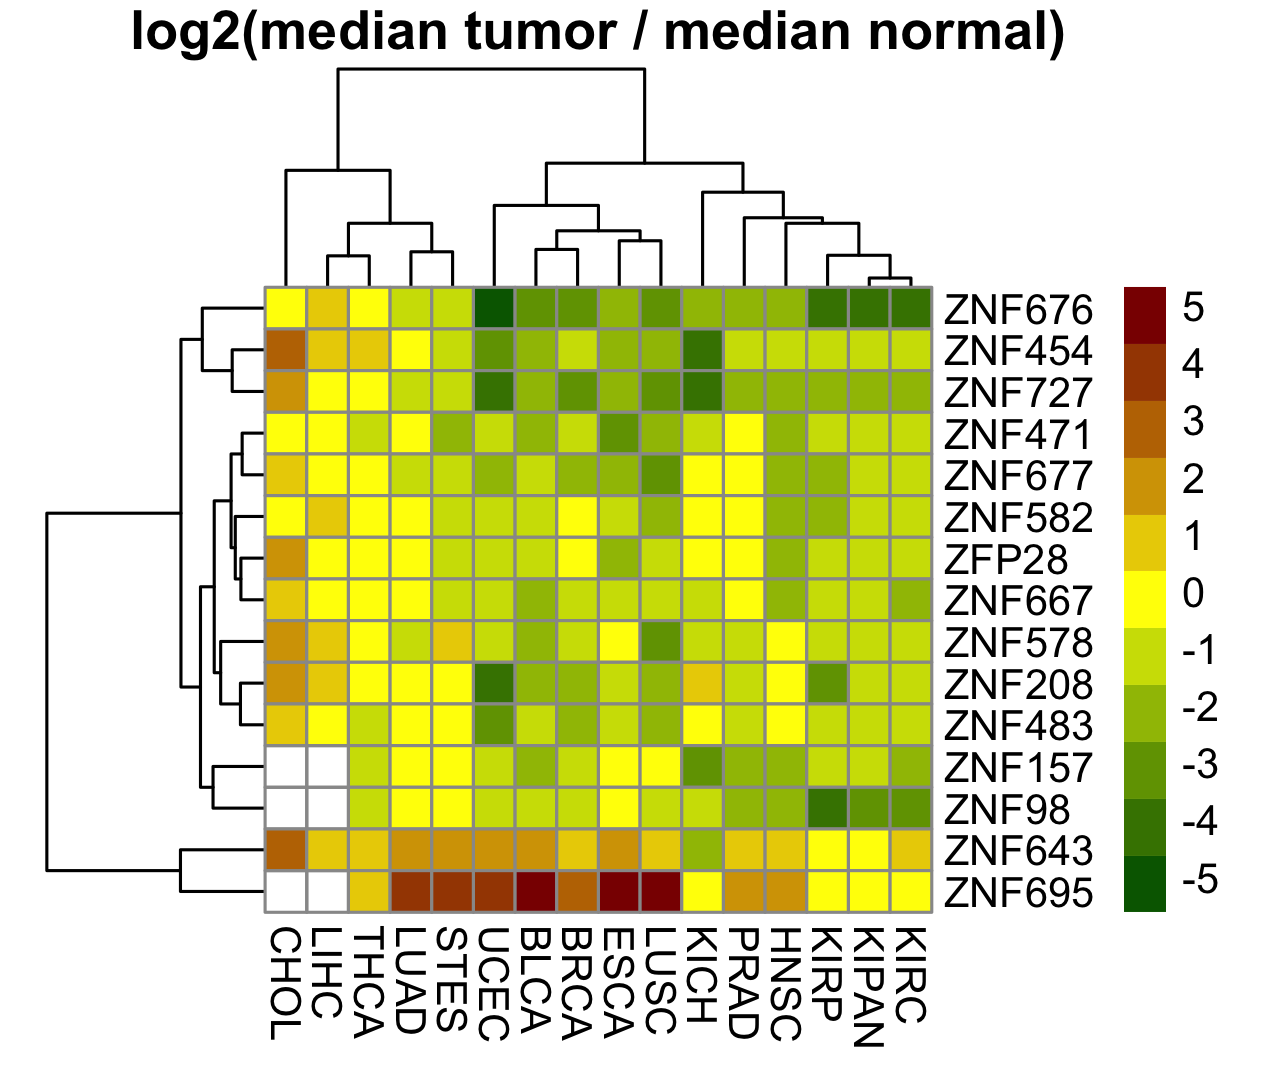 log2(median tumor / median normal)
ZNF676
ZNF454
ZNF727
ZNF471
ZNF677
ZNF582
ZFP28
ZNF667
ZNF578
ZNF208
ZNF483
ZNF157
ZNF98
ZNF643
ZNF695
5
4
3
2
1
0
-1
-2
-3
-4
-5
CHOL
LIHC
THCA
LUAD
STES
UCEC
BLCA
BRCA
ESCA
LUSC
KICH
PRAD
HNSC
KIRP
KIPAN
KIRC